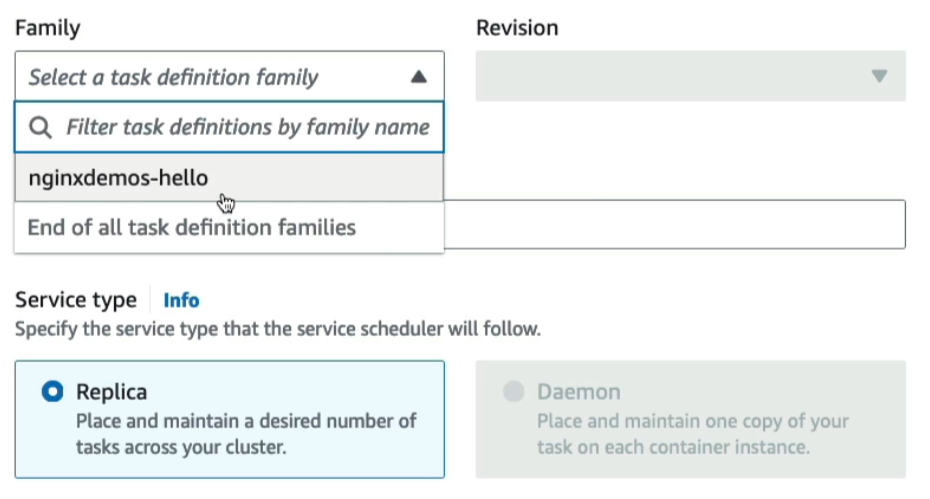 Family
Revision
Select a task definition family
Filter task definitions by family name
nginxdemos-hello
End of all task definition families
Service type Info
Specify the service type that the service scheduler will follow.
Replica
Place and maintain a desired number of
tasks across your cluster.
Daemon
Place and maintain one copy of your
task on each container instance.